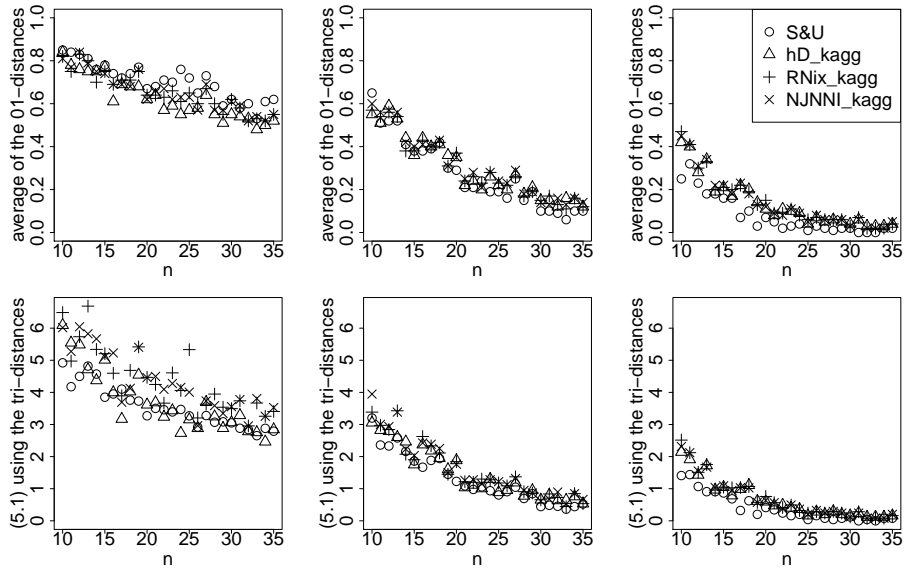 average of the 01−distances
0.0 0.2 0.4 0.6 0.8 1.0
10 15 20 25 30 35
n
average of the 01−distances
0.0 0.2 0.4 0.6 0.8 1.0
10 15 20 25 30 35
n
average of the 01−distances
0.0 0.2 0.4 0.6 0.8 1.0
10 15 20 25 30 35
n
S&U
hD_kagg
RNix_kagg
NJNNI_kagg
(5.1) using the tri−distances
0 1 2 3 4 5 6
10 15 20 25 30 35
n
(5.1) using the tri−distances
0 1 2 3 4 5 6
10 15 20 25 30 35
n
(5.1) using the tri−distances
0 1 2 3 4 5 6
10 15 20 25 30 35
n